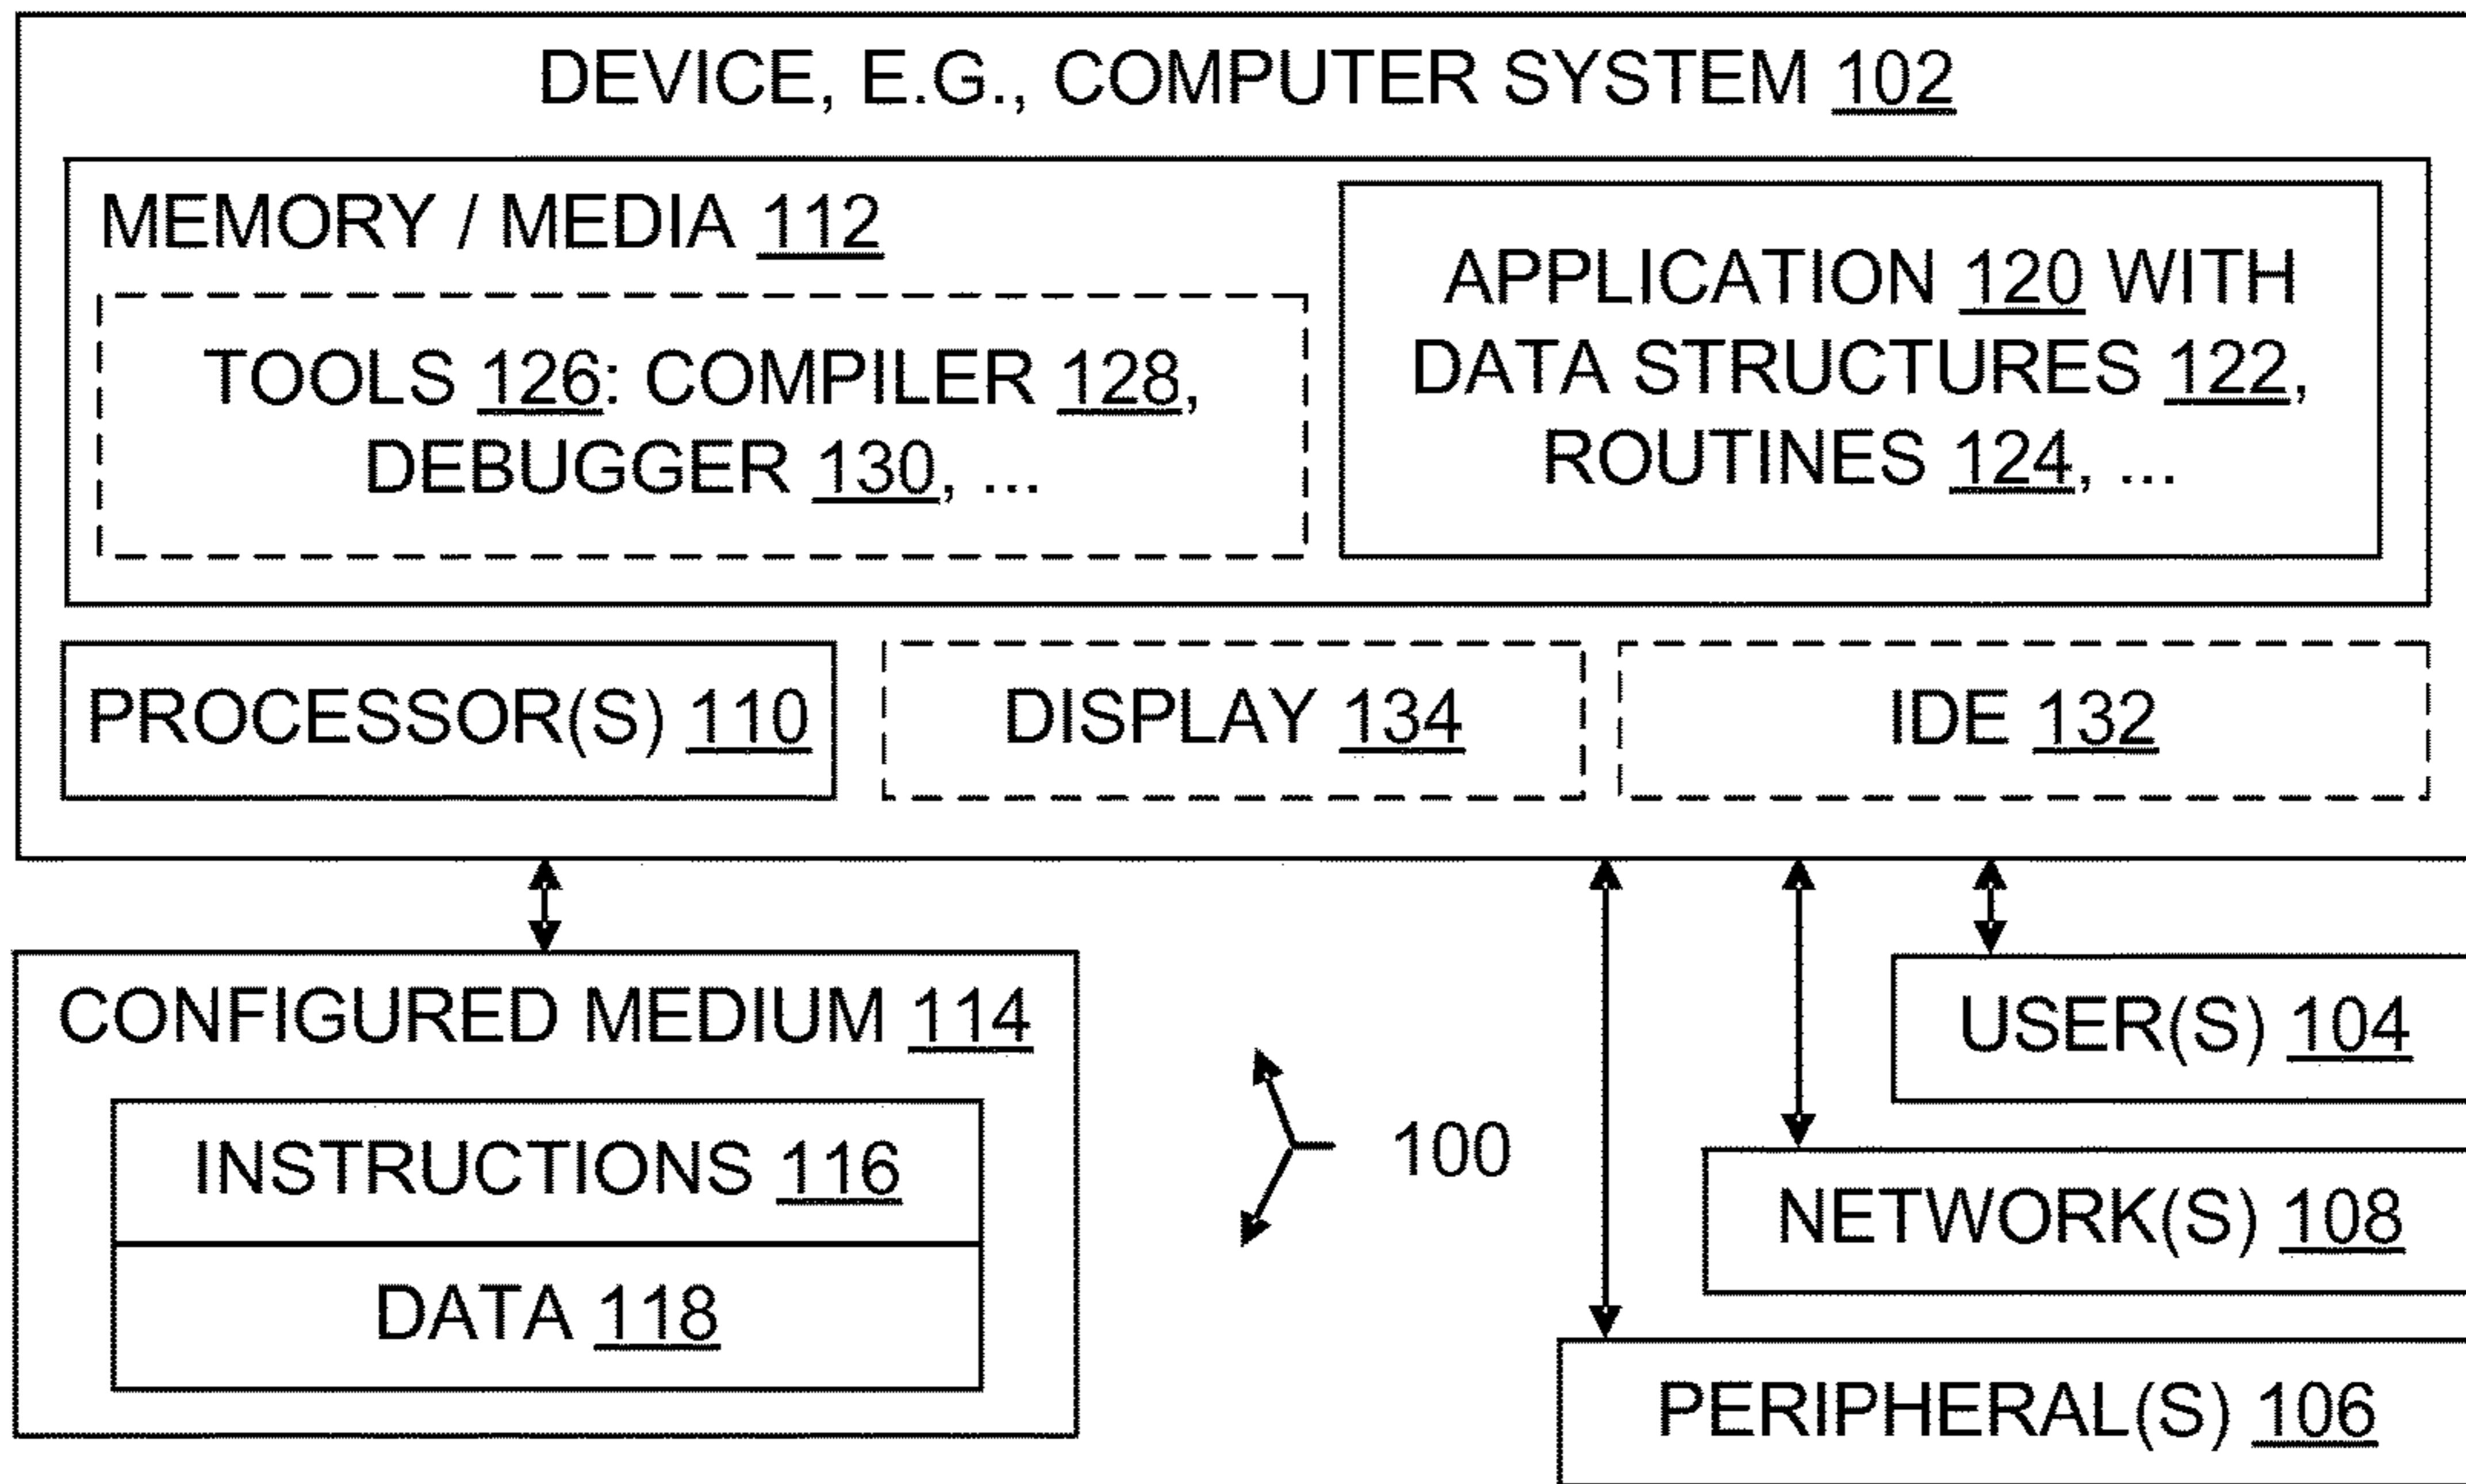 DEVICE, E.G., COMPUTER SYSTEM 102
MEMORY / MEDIA 112
TOOLS 126: COMPILER 128,
DEBUGGER 130, ...
APPLICATION 120 WITH
DATA STRUCTURES 122,
ROUTINES 124, ...
PROCESSOR(S) 110
DISPLAY 134
IDE 132
CONFIGURED MEDIUM 114
INSTRUCTIONS 116
DATA 118
100
USER(S) 104
NETWORK(S) 108
PERIPHERAL(S) 106